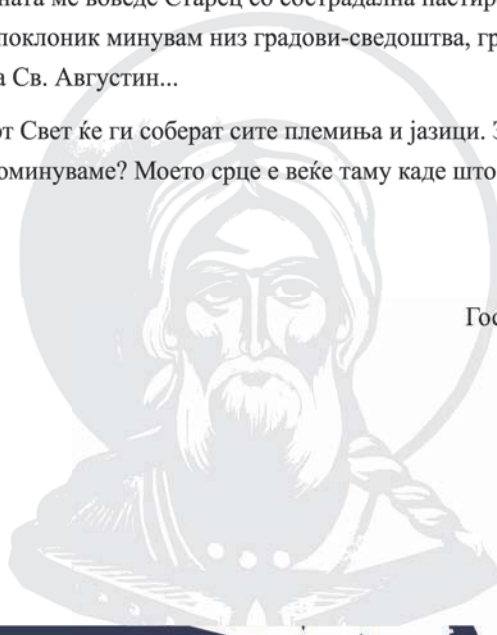 ната ме воведе Старец со сострадална пастир
поклоник минувам низ градови-сведоштва, гр
а Св. Августин...
от Свет ќе ги соберат сите племиња и јазици. З
оминуваме? Моето срце е веќе таму каде што
Гос